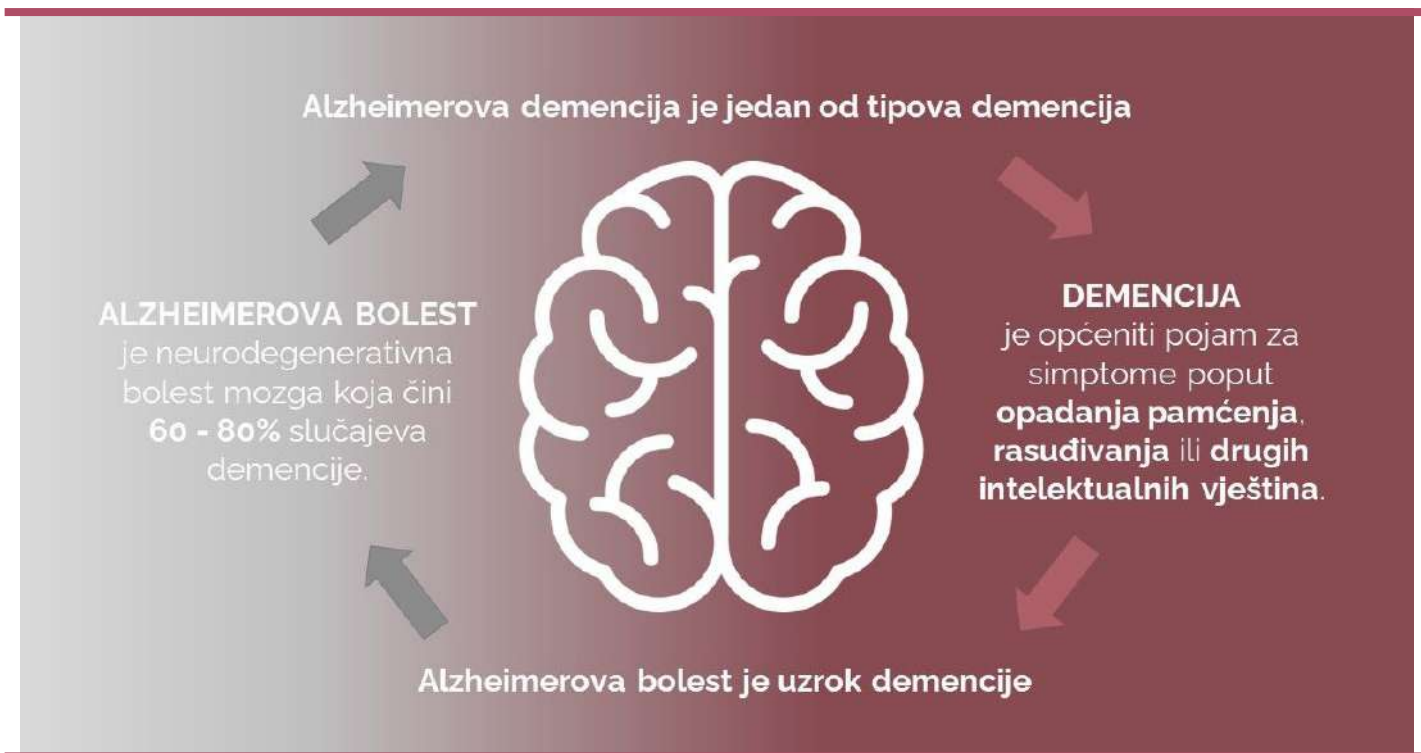 Alzheimerova demencija je jedan od tipova demencija
ALZHEIMEROVA BOLEST
je neurodegenerativna
bolest mozga koja čini
60 - 80% slučajeva
demencije.
DEMENCIJA
je općeniti pojam za
simptome poput
opadanja pamćenja,
rasuđivanja ili drugih
intelektualnih vještina.
Alzheimerova bolest je uzrok demencije